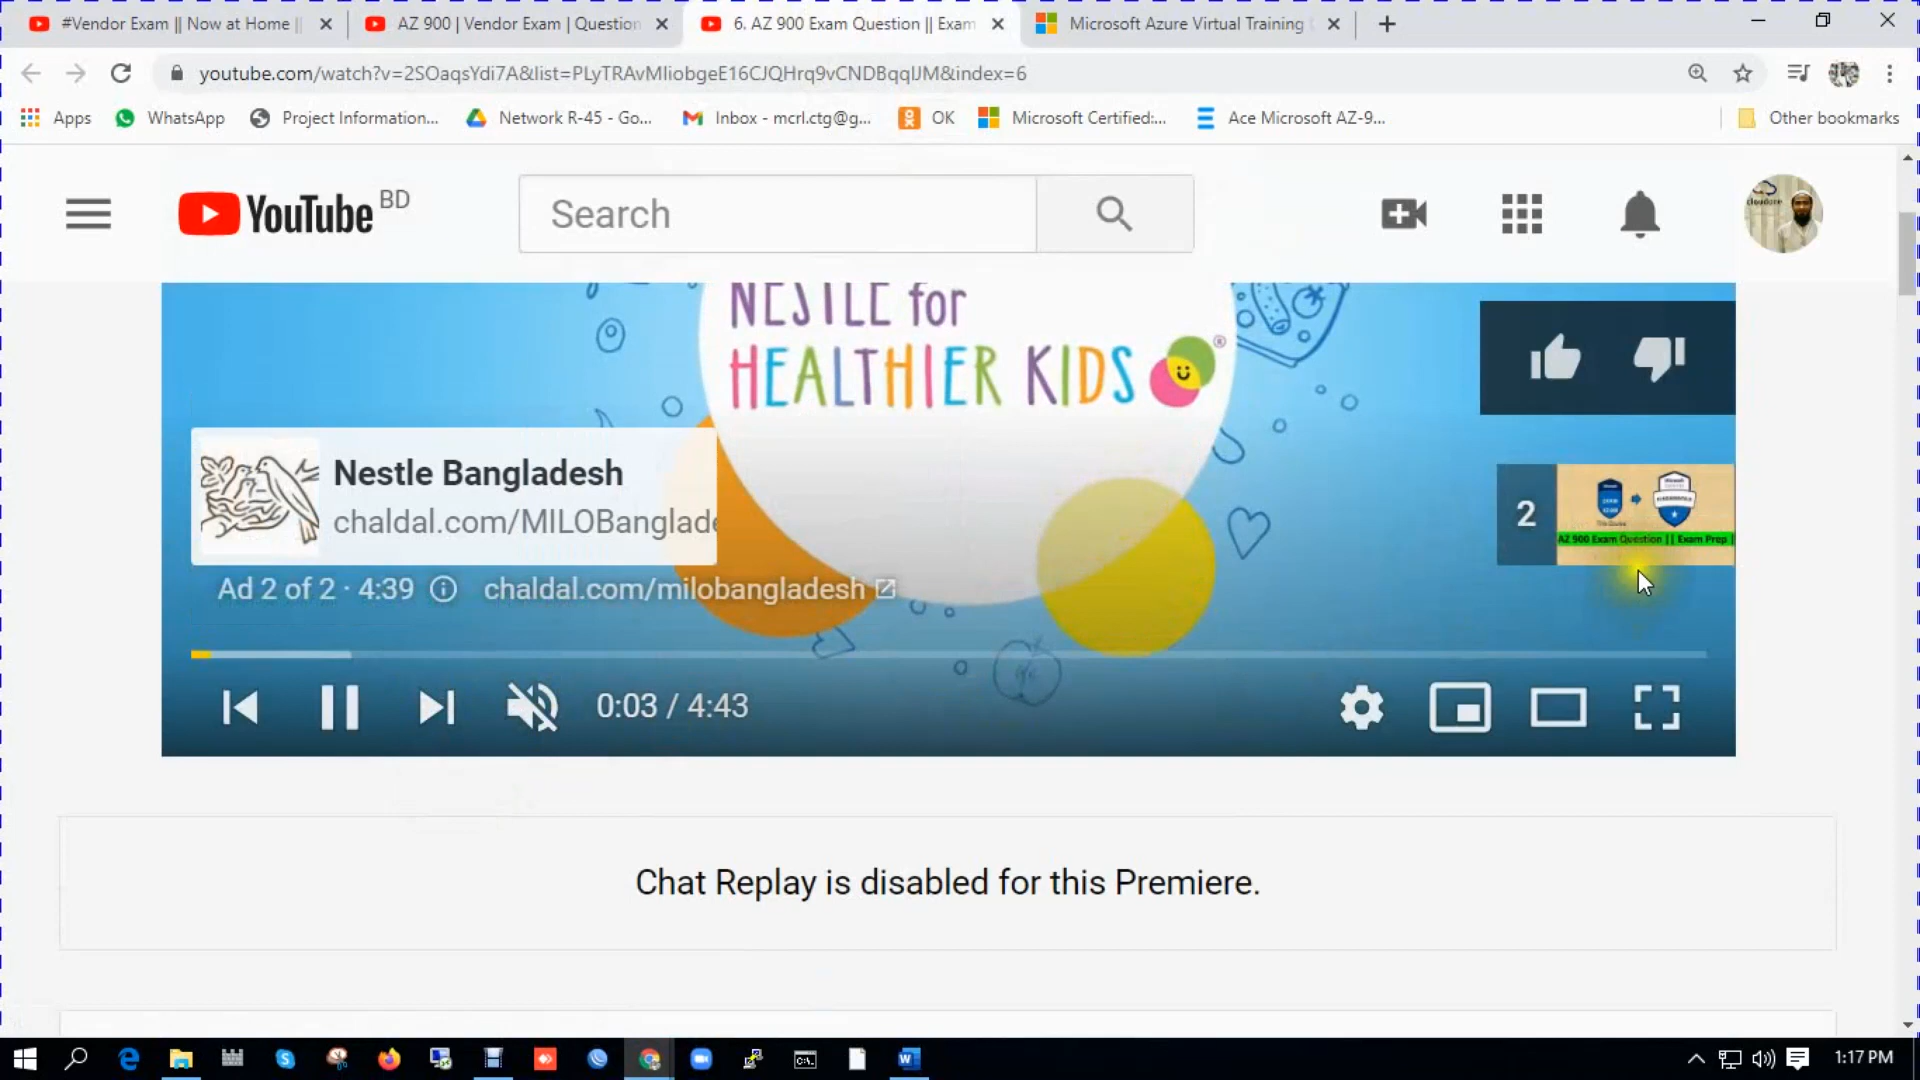 #Vendor Exam || Now at Home ||
AZ 900 | Vendor Exam | Question
6. AZ 900 Exam Question || Exam
Microsoft Azure Virtual Training
youtube.com/watch?v=2SOaqsYdi7A&list=PLyTRAvMIiobgeE16CJQHrq9vCNDBqqlJM&index=6
Apps
WhatsApp
Project Information...
Network R-45 - Go...
Inbox - mcrl.ctg@g...
OK
Microsoft Certified:...
Ace Microsoft AZ-9...
Other bookmarks
YouTube BD
Search
NESTLE for
HEALTHIER KIDS ®
Nestle Bangladesh
chaldal.com/MILOBanglade
2
AZ 900 Exam Question || Exam Prep |
Ad 2 of 2 · 4:39
chaldal.com/milobangladesh
0:03 / 4:43
Chat Replay is disabled for this Premiere.
1:17 PM